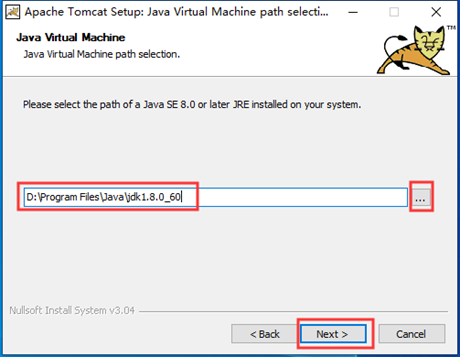 Apache Tomcat Setup: Java Virtual Machine path selecti...
Java Virtual Machine
Java Virtual Machine path selection.
Please select the path of a Java SE 8.0 or later JRE installed on your system.
D:\Program Files\Java\jdk1.8.0_60
...
Nullsoft Install System v3.04
< Back
Next >
Cancel